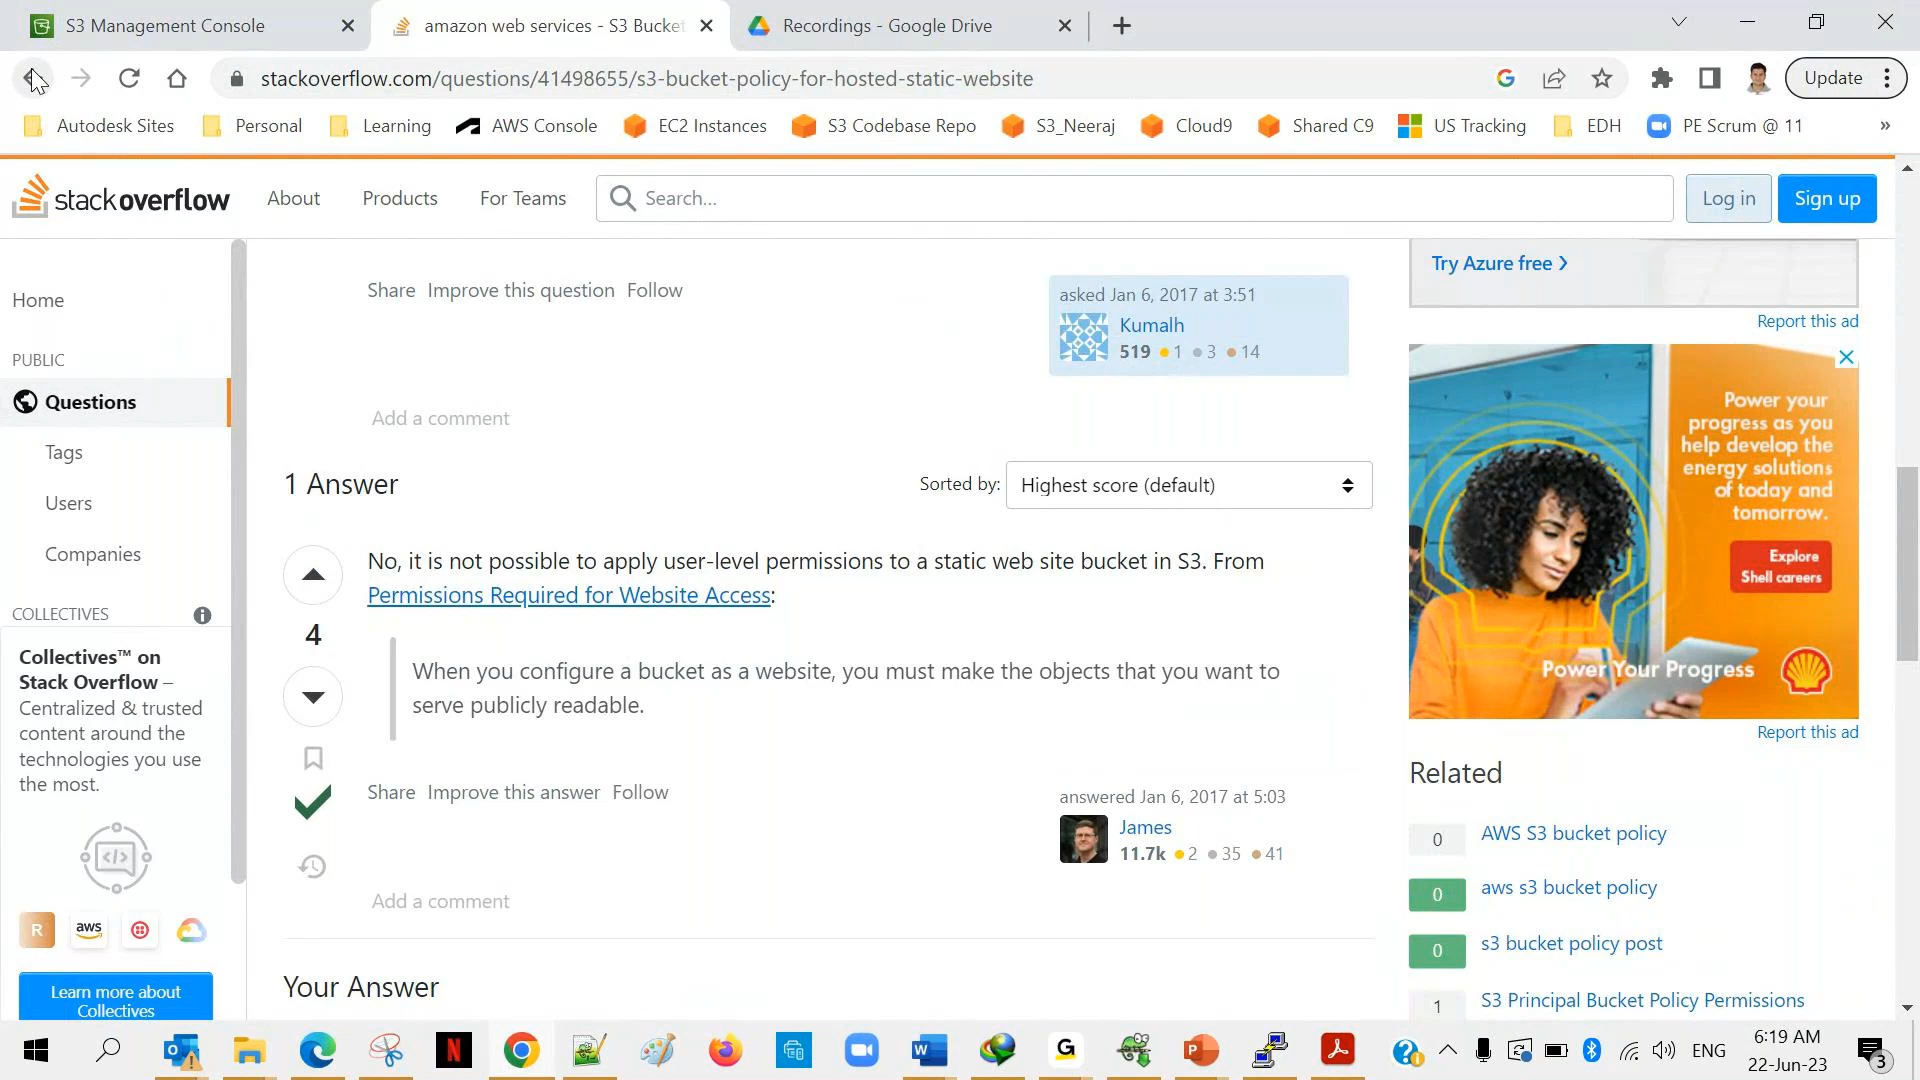 S3 Management Console
amazon web services - S3 Bucket
Recordings - Google Drive
stackoverflow.com/questions/41498655/s3-bucket-policy-for-hosted-static-website
Update
Autodesk Sites
Personal
Learning
AWS Console
EC2 Instances
S3 Codebase Repo
S3_Neeraj
Cloud9
Shared C9
US Tracking
EDH
PE Scrum @ 11
»
stackoverflow
About
Products
For Teams
Search...
Log in
Sign up
Home
PUBLIC
Questions
Tags
Users
Companies
COLLECTIVES
Collectives™ on
Stack Overflow –
Centralized & trusted
content around the
technologies you use
the most.
R
aws
Learn more about
Collectives
Share Improve this question Follow
asked Jan 6, 2017 at 3:51
Kumalh
519 1 3 14
Add a comment
1 Answer
Sorted by:
Highest score (default)
No, it is not possible to apply user-level permissions to a static web site bucket in S3. From
Permissions Required for Website Access:
4
When you configure a bucket as a website, you must make the objects that you want to
serve publicly readable.
Share Improve this answer Follow
answered Jan 6, 2017 at 5:03
James
11.7k 2 35 41
Add a comment
Your Answer
Try Azure free ❯
Report this ad
Power your
progress as you
help develop the
energy solutions
of today and
tomorrow.
Explore
Shell careers
Power Your Progress
Report this ad
Related
0 AWS S3 bucket policy
0 aws s3 bucket policy
0 s3 bucket policy post
1 S3 Principal Bucket Policy Permissions
ENG
6:19 AM
22-Jun-23
3